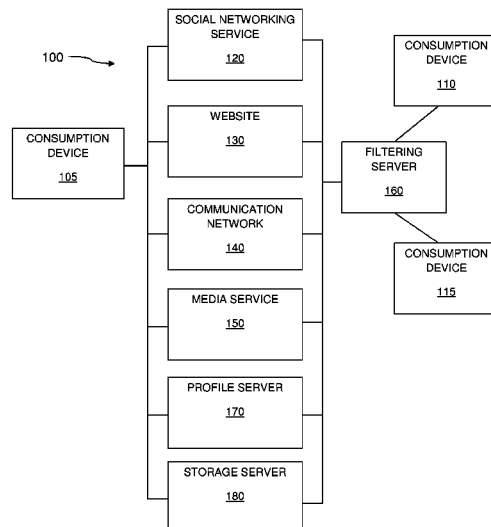 100
SOCIAL NETWORKING
SERVICE
120
CONSUMPTION
DEVICE
110
WEBSITE
130
CONSUMPTION
DEVICE
105
FILTERING
SERVER
160
COMMUNICATION
NETWORK
140
CONSUMPTION
DEVICE
115
MEDIA SERVICE
150
PROFILE SERVER
170
STORAGE SERVER
180